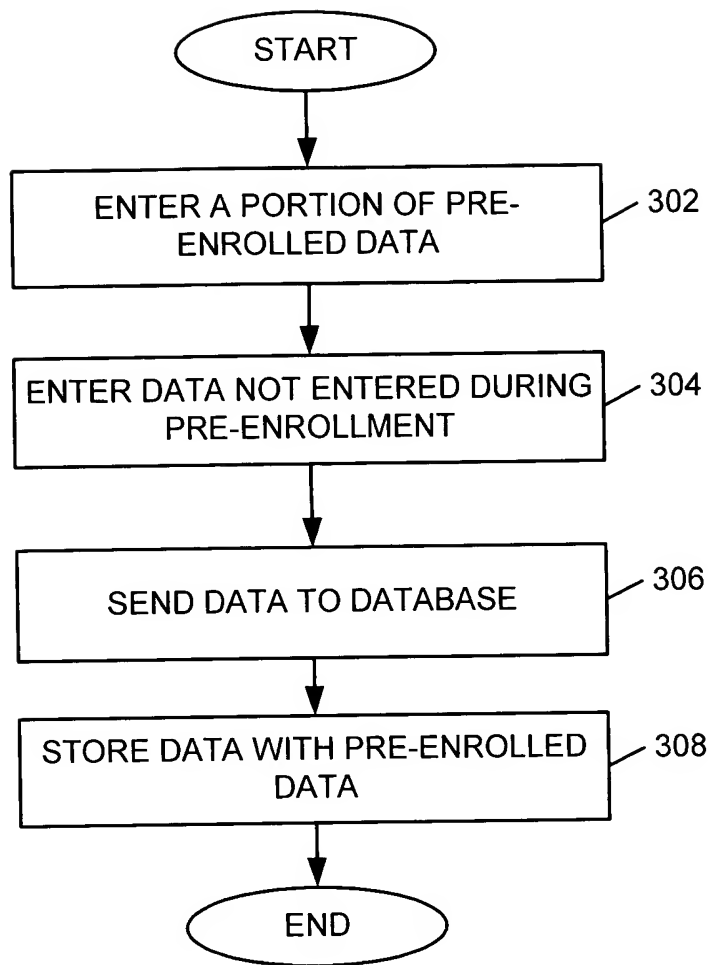 START
ENTER A PORTION OF PRE-
ENROLLED DATA
302
ENTER DATA NOT ENTERED DURING
PRE-ENROLLMENT
304
SEND DATA TO DATABASE
306
STORE DATA WITH PRE-ENROLLED
DATA
308
END